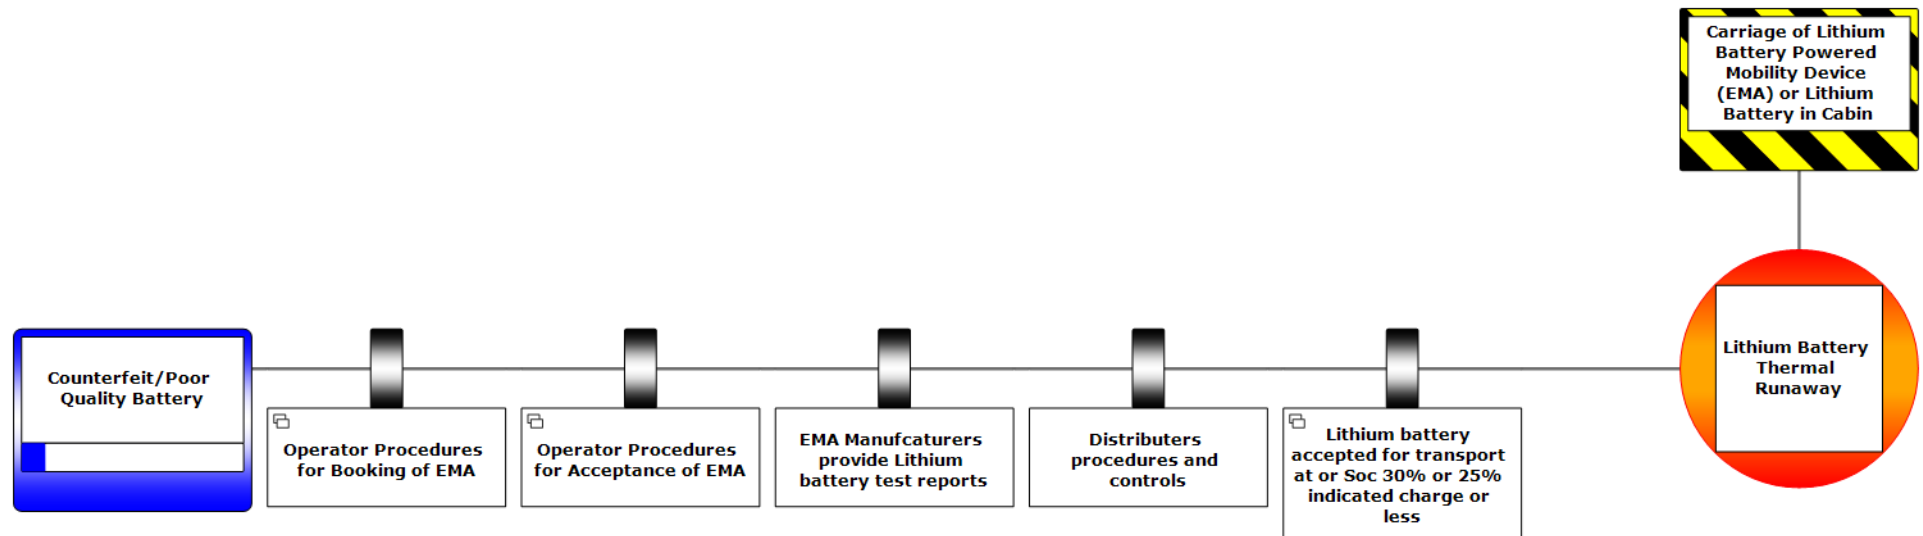 Carriage of Lithium
Battery Powered
Mobility Device
(EMA) or Lithium
Battery in Cabin
Counterfeit/Poor
Quality Battery
Operator Procedures
for Booking of EMA
Operator Procedures
for Acceptance of EMA
EMA Manufcaturers
provide Lithium
battery test reports
Distributers
procedures and
controls
Lithium battery
accepted for transport
at or Soc 30% or 25%
indicated charge or
less
Lithium Battery
Thermal
Runaway